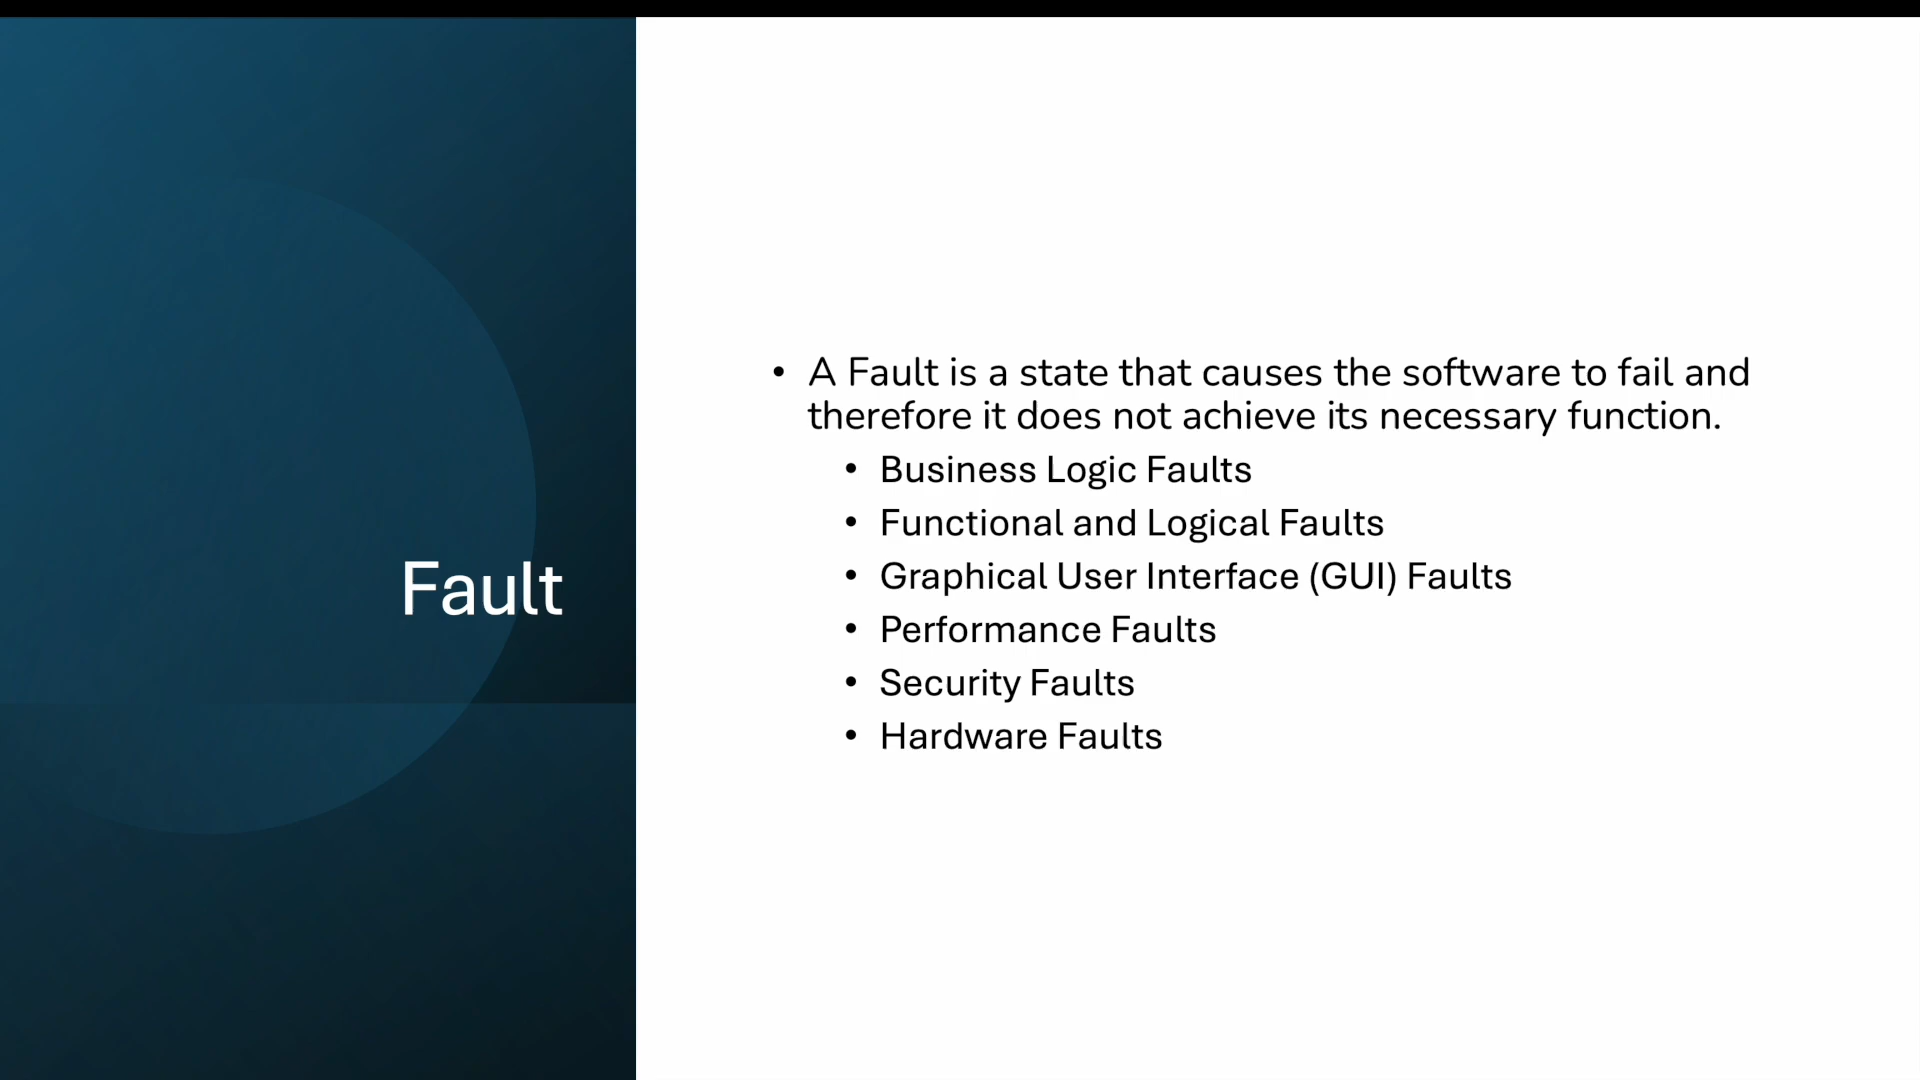 Fault
• A Fault is a state that causes the software to fail and
therefore it does not achieve its necessary function.
• Business Logic Faults
• Functional and Logical Faults
• Graphical User Interface (GUI) Faults
• Performance Faults
• Security Faults
• Hardware Faults